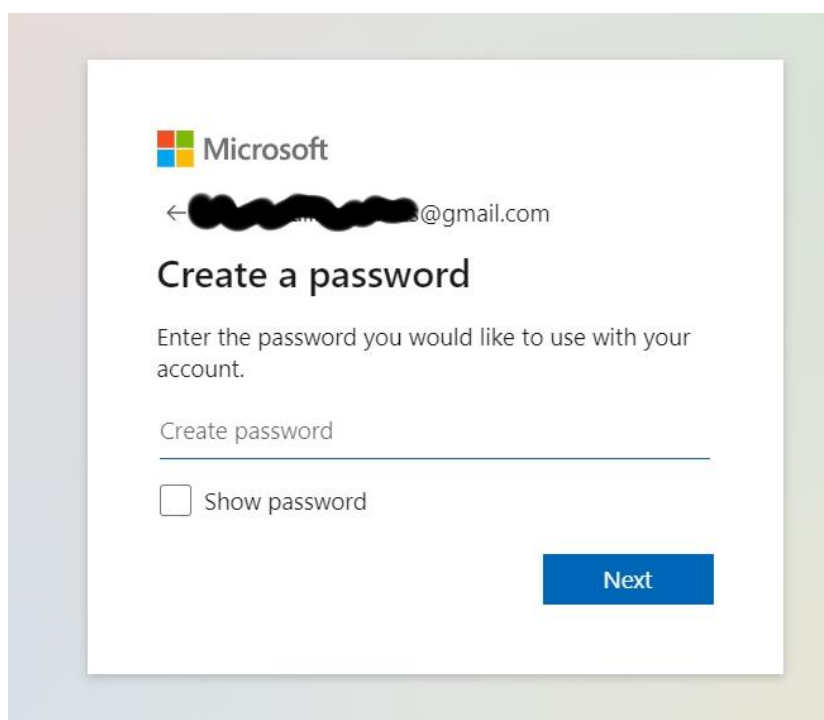 Microsoft
@gmail.com
Create a password
Enter the password you would like to use with your
account.
Create password
Show password
Next